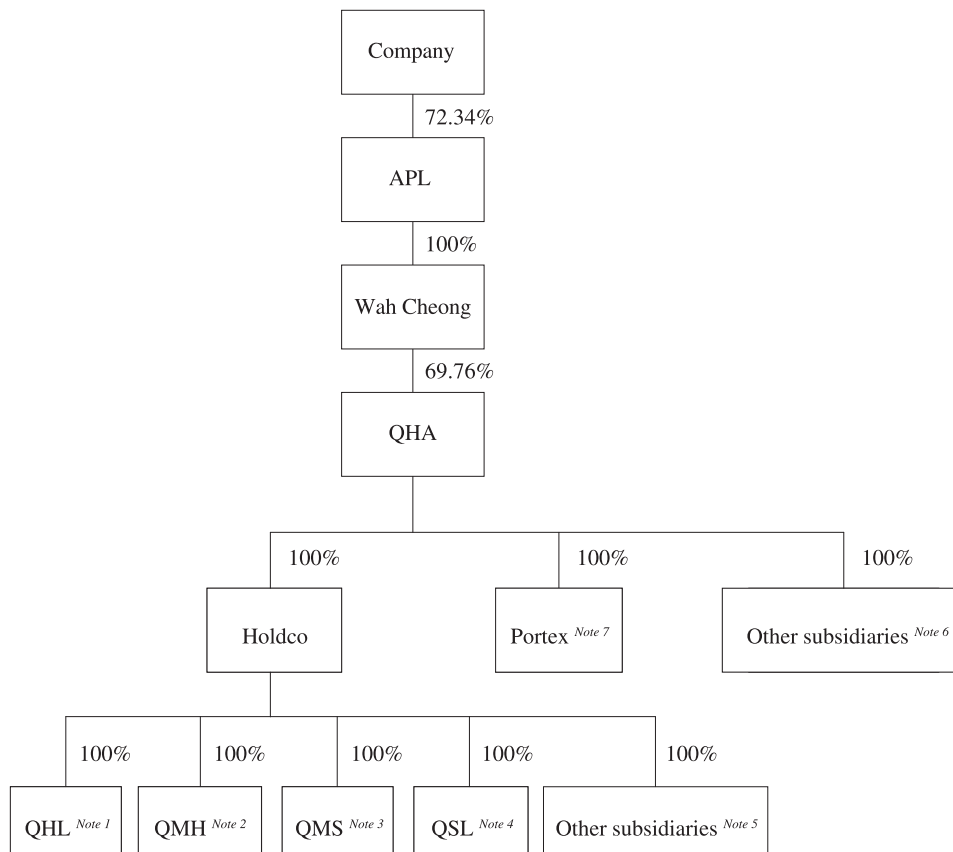 Company
72.34%
APL
100%
Wah Cheong
69.76%
QHA
100% 100% 100%
Holdco Portex Note 7 Other subsidiaries Note 6
100% 100% 100% 100% 100%
QHL Note 1 QMH Note 2 QMS Note 3 QSL Note 4 Other subsidiaries Note 5